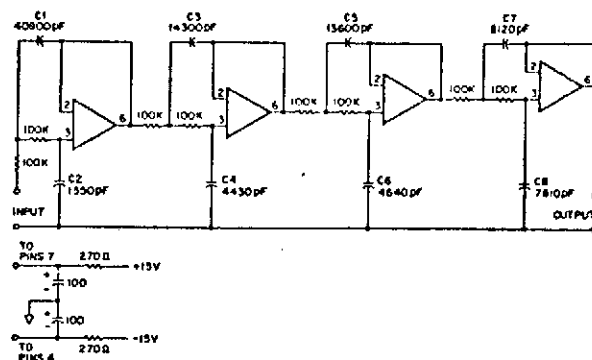 C1
40800pF
C3
14300pF
C5
13600pF
C7
8120pF
2
3
6
100K
100K
2
3
6
100K
100K
2
3
6
100K
100K
2
3
6
100K
100K
C2
1550pF
C4
4430pF
C6
4640pF
C8
7810pF
INPUT
OUTPUT
TO
PINS 7
270Ω
+15V
+
-
100
+
-
100
-15V
TO
PINS 4
270Ω